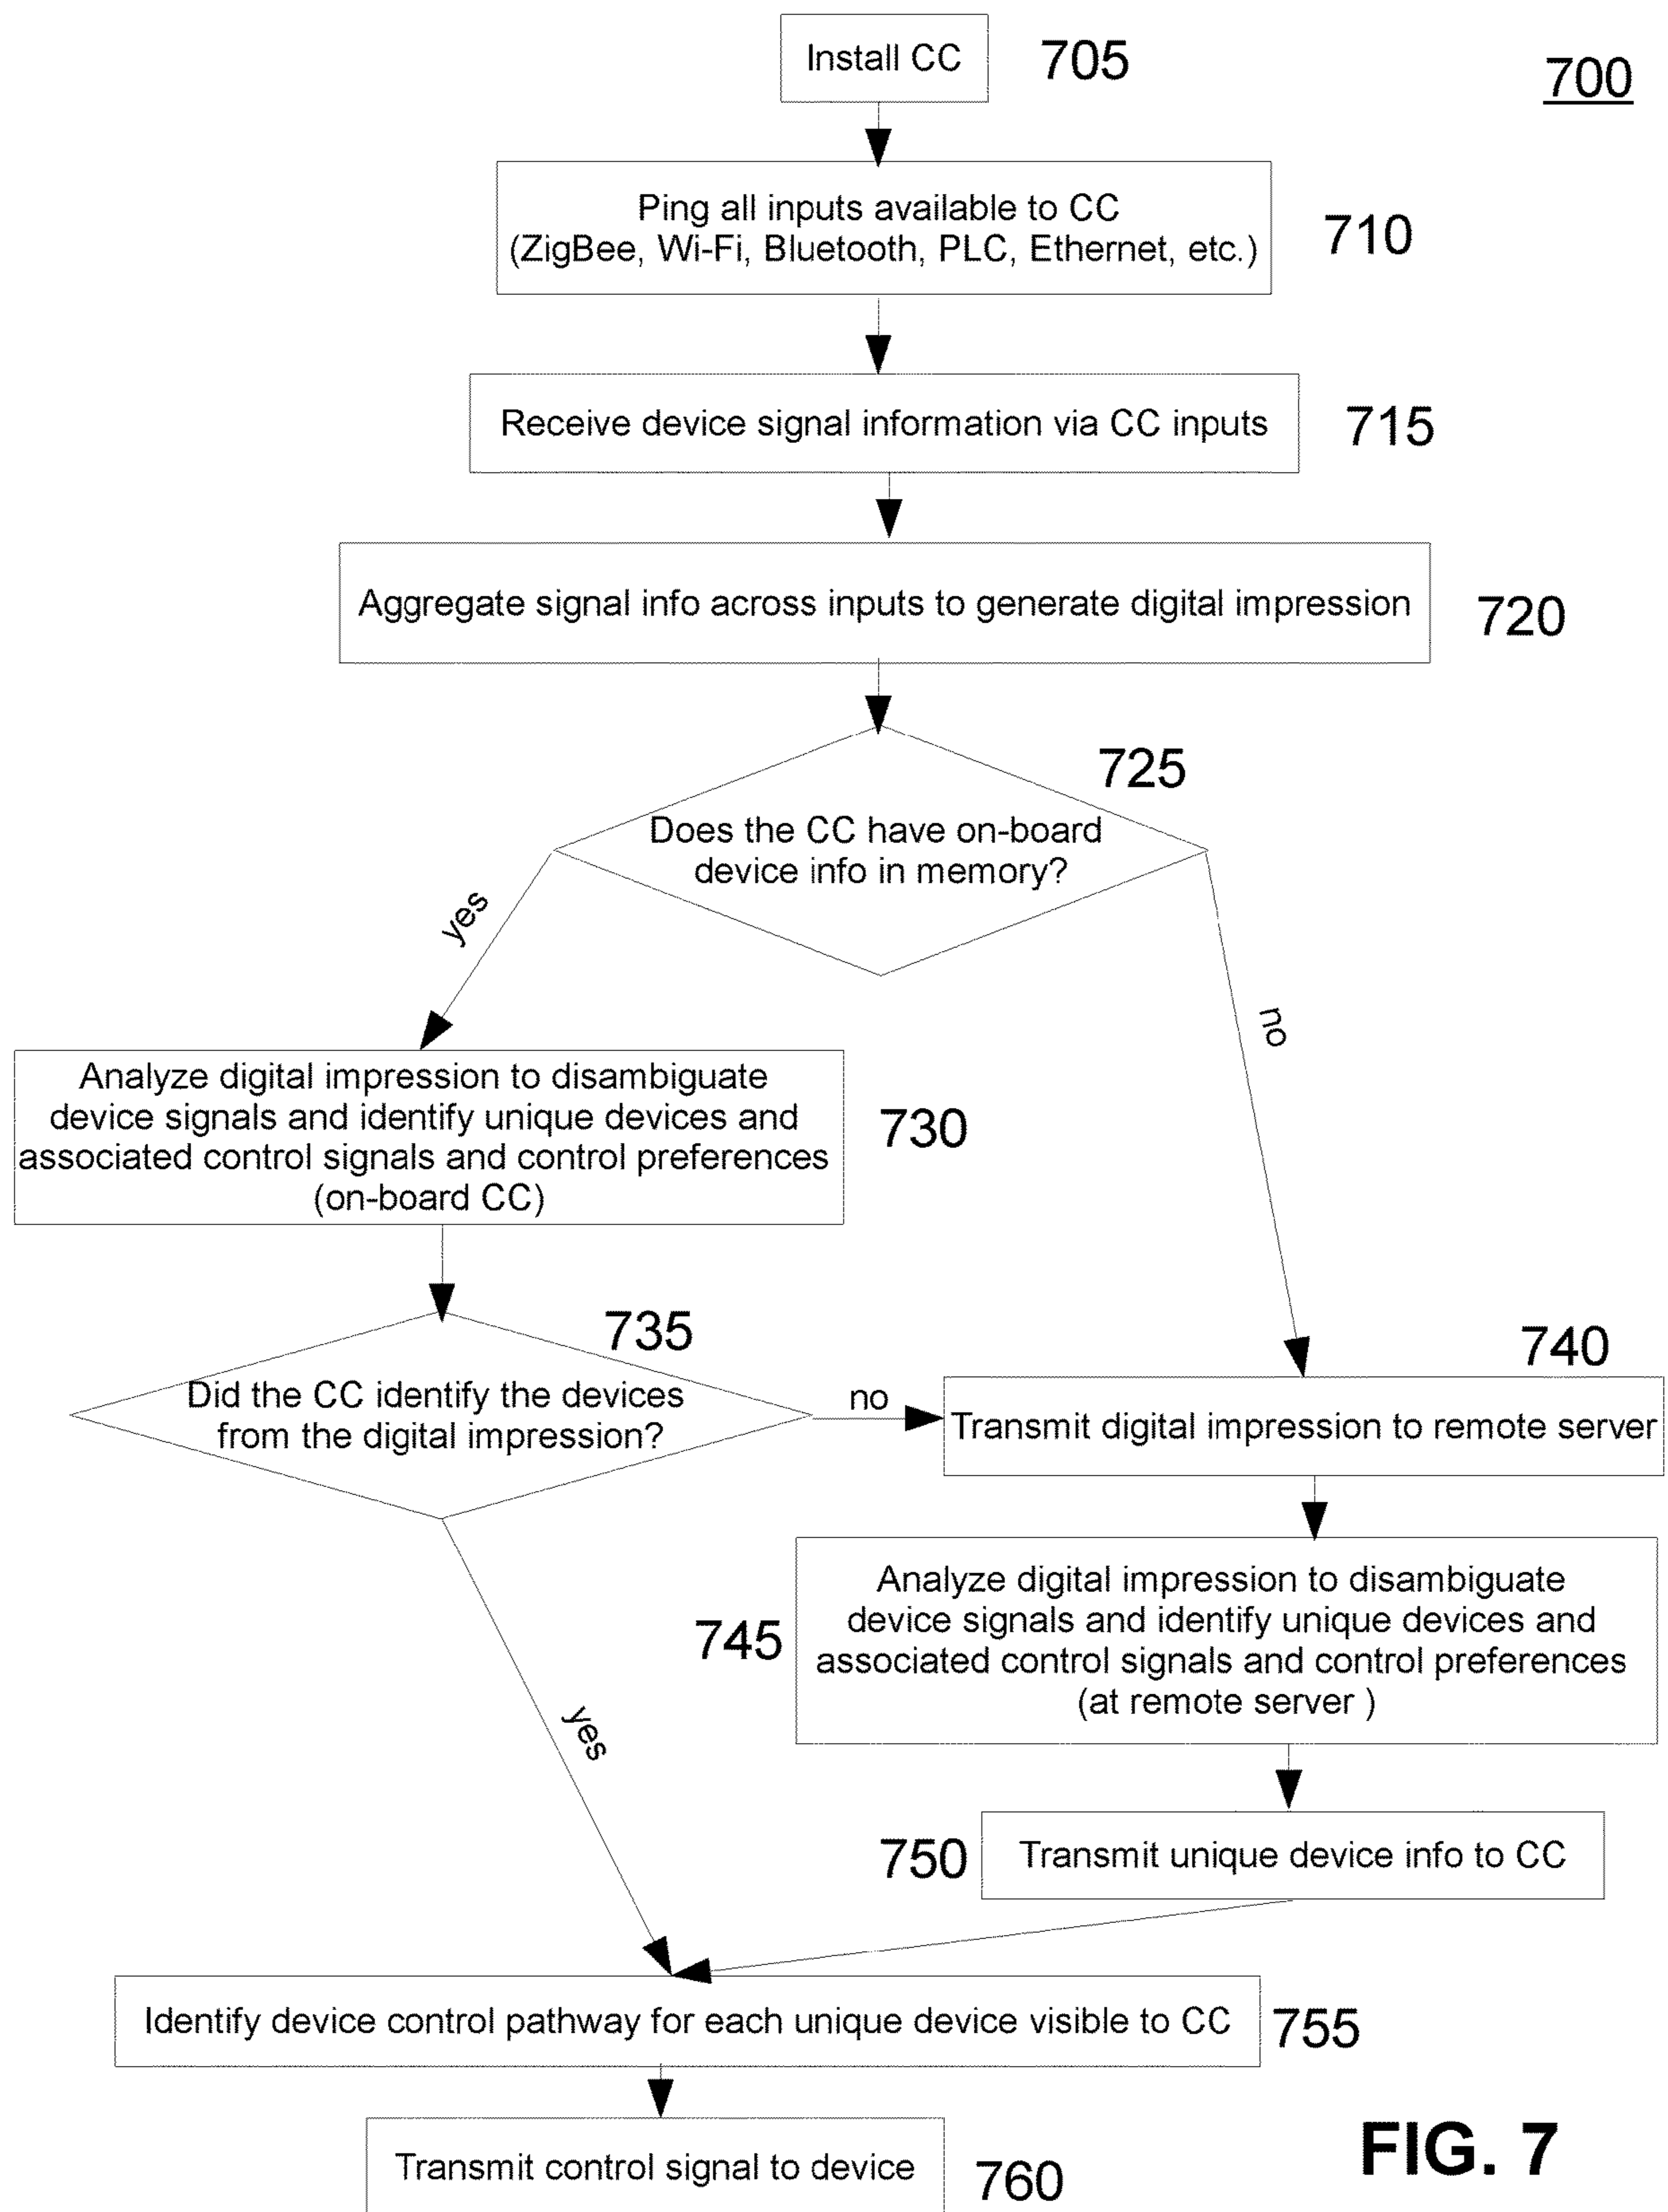 Install CC
705
700
Ping all inputs available to CC
(ZigBee, Wi-Fi, Bluetooth, PLC, Ethernet, etc.)
710
Receive device signal information via CC inputs
715
Aggregate signal info across inputs to generate digital impression
720
725
Does the CC have on-board
device info in memory?
yes
no
Analyze digital impression to disambiguate
device signals and identify unique devices and
associated control signals and control preferences
(on-board CC)
730
735
Did the CC identify the devices
from the digital impression?
no
740
Transmit digital impression to remote server
745
Analyze digital impression to disambiguate
device signals and identify unique devices and
associated control signals and control preferences
(at remote server )
yes
750
Transmit unique device info to CC
Identify device control pathway for each unique device visible to CC
755
Transmit control signal to device
760
FIG. 7